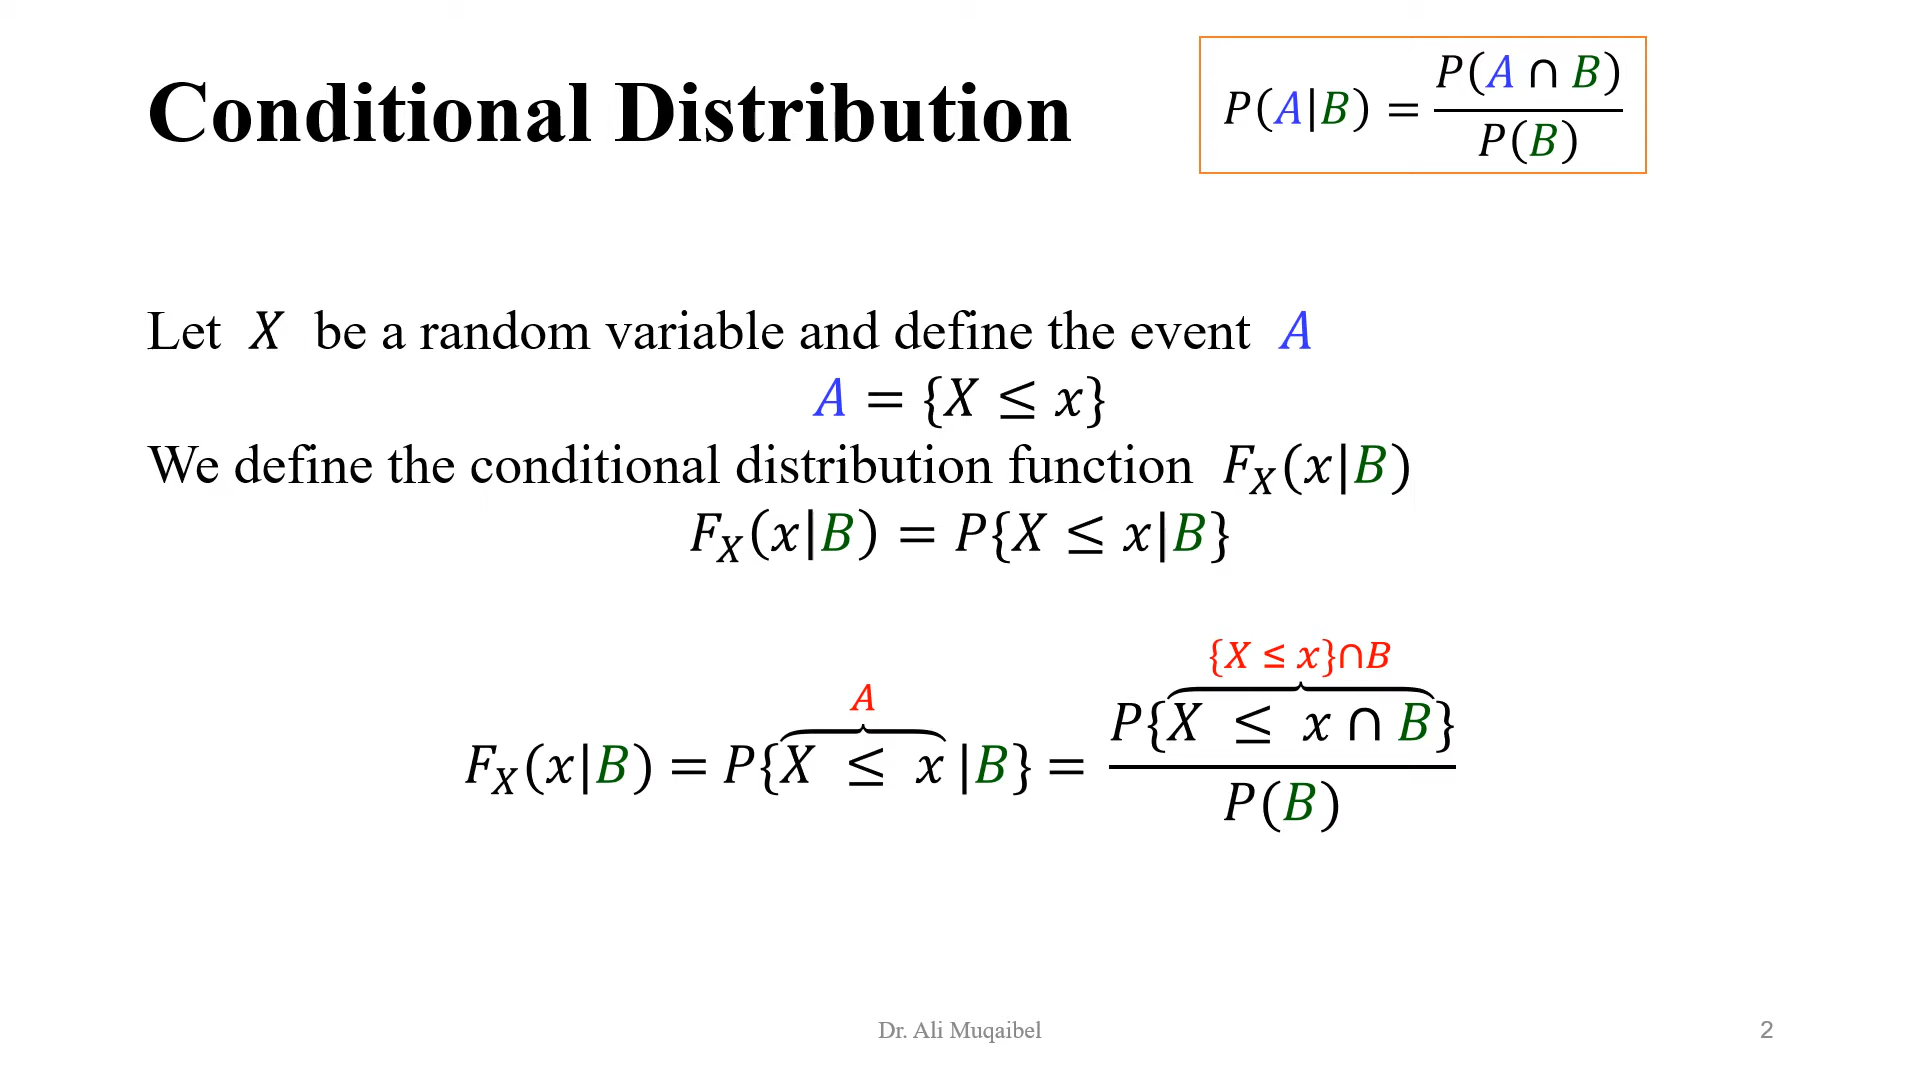 Conditional Distribution
P(A|B) = P(A ∩ B) / P(B)
Let X be a random variable and define the event A
A = {X ≤ x}
We define the conditional distribution function F_X(x|B)
F_X(x|B) = P{X ≤ x|B}
{X ≤ x}∩B
A
F_X(x|B) = P{X ≤ x |B} = P{X ≤ x ∩ B} / P(B)
Dr. Ali Muqaibel
2